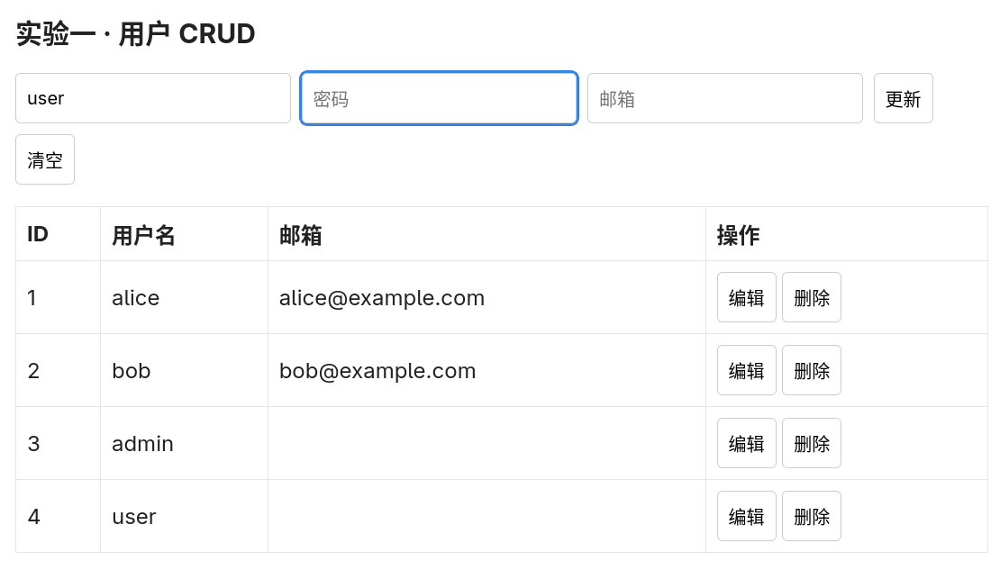 实验一 · 用户 CRUD
user 密码 邮箱 更新
清空
ID 用户名 邮箱 操作
1 alice alice@example.com 编辑 删除
2 bob bob@example.com 编辑 删除
3 admin 编辑 删除
4 user 编辑 删除